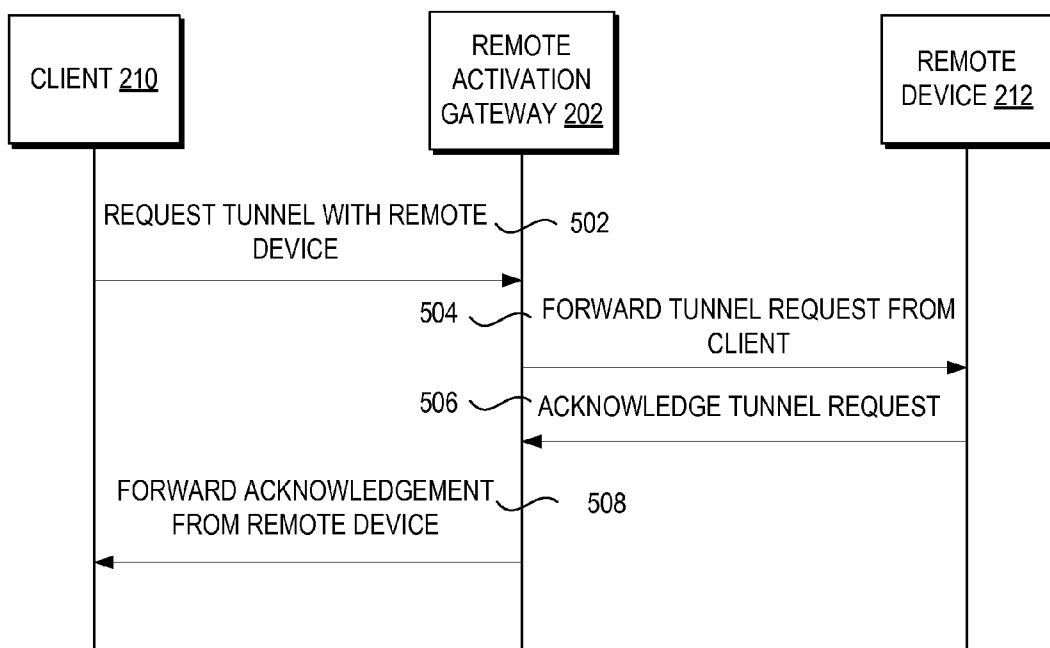 CLIENT 210
REMOTE
ACTIVATION
GATEWAY 202
REMOTE
DEVICE 212
REQUEST TUNNEL WITH REMOTE
DEVICE
502
504
FORWARD TUNNEL REQUEST FROM
CLIENT
506
ACKNOWLEDGE TUNNEL REQUEST
FORWARD ACKNOWLEDGEMENT
FROM REMOTE DEVICE
508